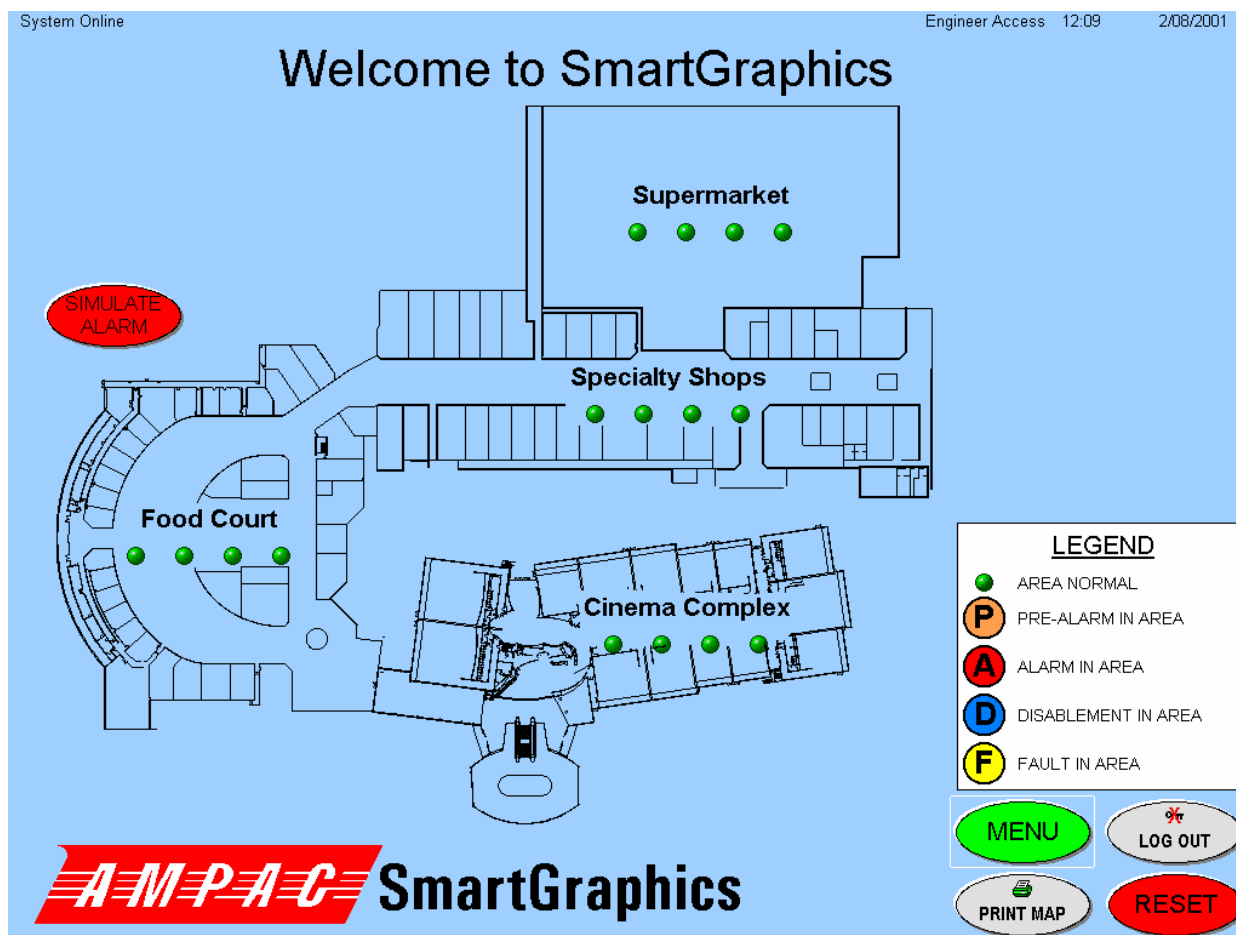 System Online
Engineer Access 12:09 2/08/2001
Welcome to SmartGraphics
Supermarket
SIMULATE
ALARM
Specialty Shops
Food Court
Cinema Complex
LEGEND
AREA NORMAL
P PRE-ALARM IN AREA
A ALARM IN AREA
D DISABLEMENT IN AREA
F FAULT IN AREA
MENU
LOG OUT
PRINT MAP
RESET
AMPAC SmartGraphics